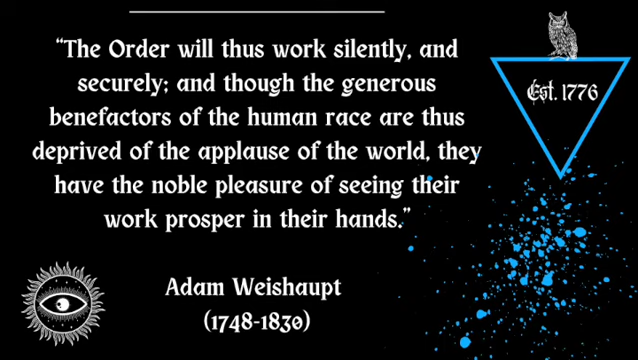 “The Order will thus work silently, and
securely; and though the generous
benefactors of the human race are thus
deprived of the applause of the world, they
have the noble pleasure of seeing their
work prosper in their hands.”
Adam Weishaupt
(1748-1830)
Est. 1776